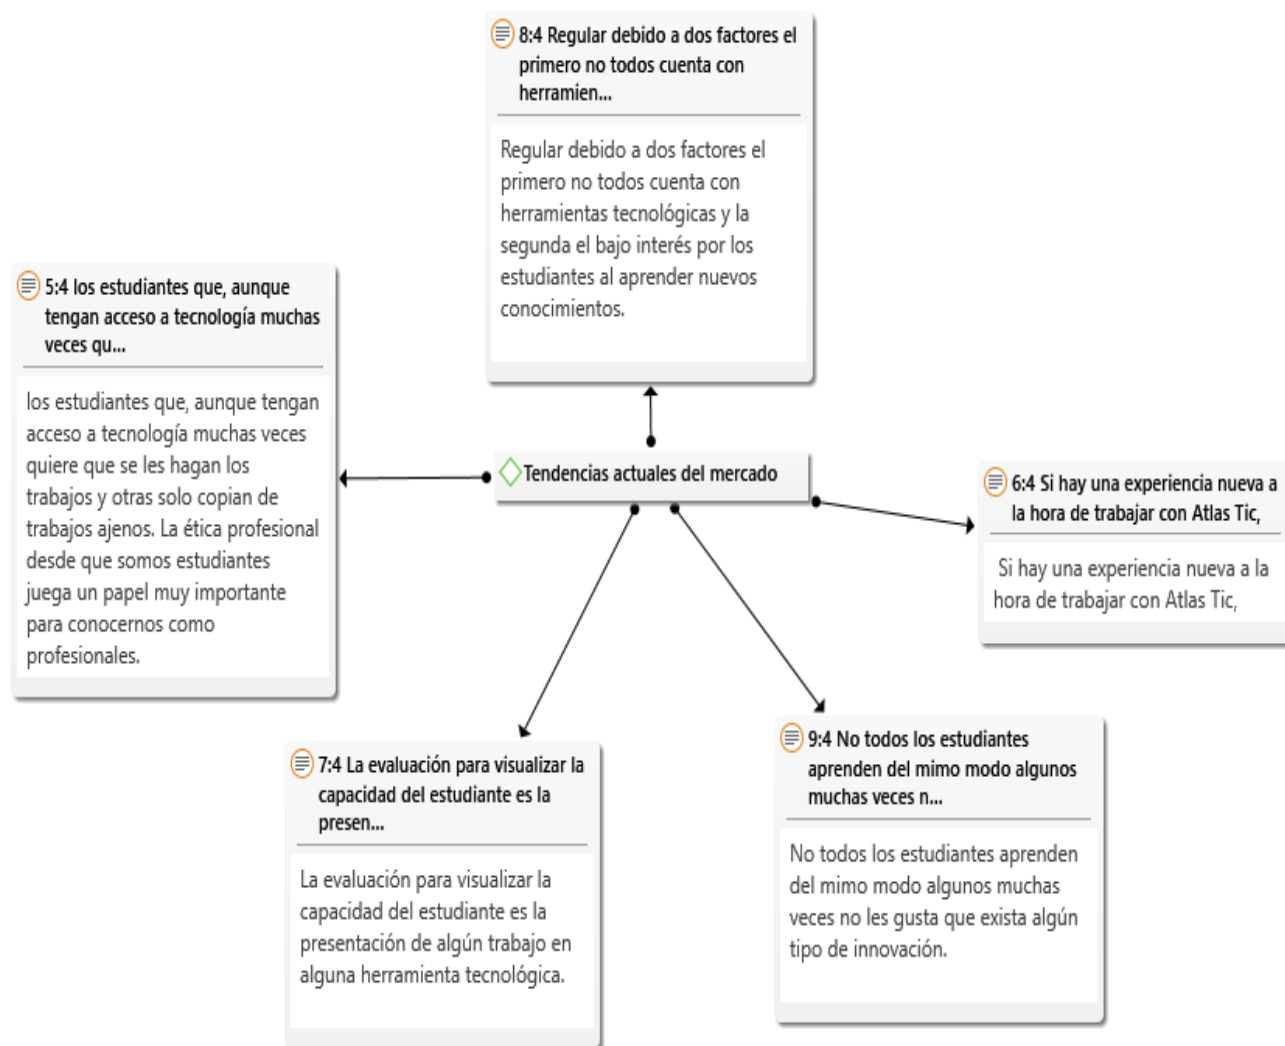 8:4 Regular debido a dos factores el
primero no todos cuenta con
herramien...
Regular debido a dos factores el
primero no todos cuenta con
herramientas tecnológicas y la
segunda el bajo interés por los
estudiantes al aprender nuevos
conocimientos.
5:4 los estudiantes que, aunque
tengan acceso a tecnología muchas
veces qu...
los estudiantes que, aunque tengan
acceso a tecnología muchas veces
quiere que se les hagan los
trabajos y otras solo copian de
trabajos ajenos. La ética profesional
desde que somos estudiantes
juega un papel muy importante
para conocernos como
profesionales.
Tendencias actuales del mercado
6:4 Si hay una experiencia nueva a
la hora de trabajar con Atlas Tic,
Si hay una experiencia nueva a la
hora de trabajar con Atlas Tic,
7:4 La evaluación para visualizar la
capacidad del estudiante es la
presen...
La evaluación para visualizar la
capacidad del estudiante es la
presentación de algún trabajo en
alguna herramienta tecnológica.
9:4 No todos los estudiantes
aprenden del mimo modo algunos
muchas veces n...
No todos los estudiantes aprenden
del mimo modo algunos muchas
veces no les gusta que exista algún
tipo de innovación.